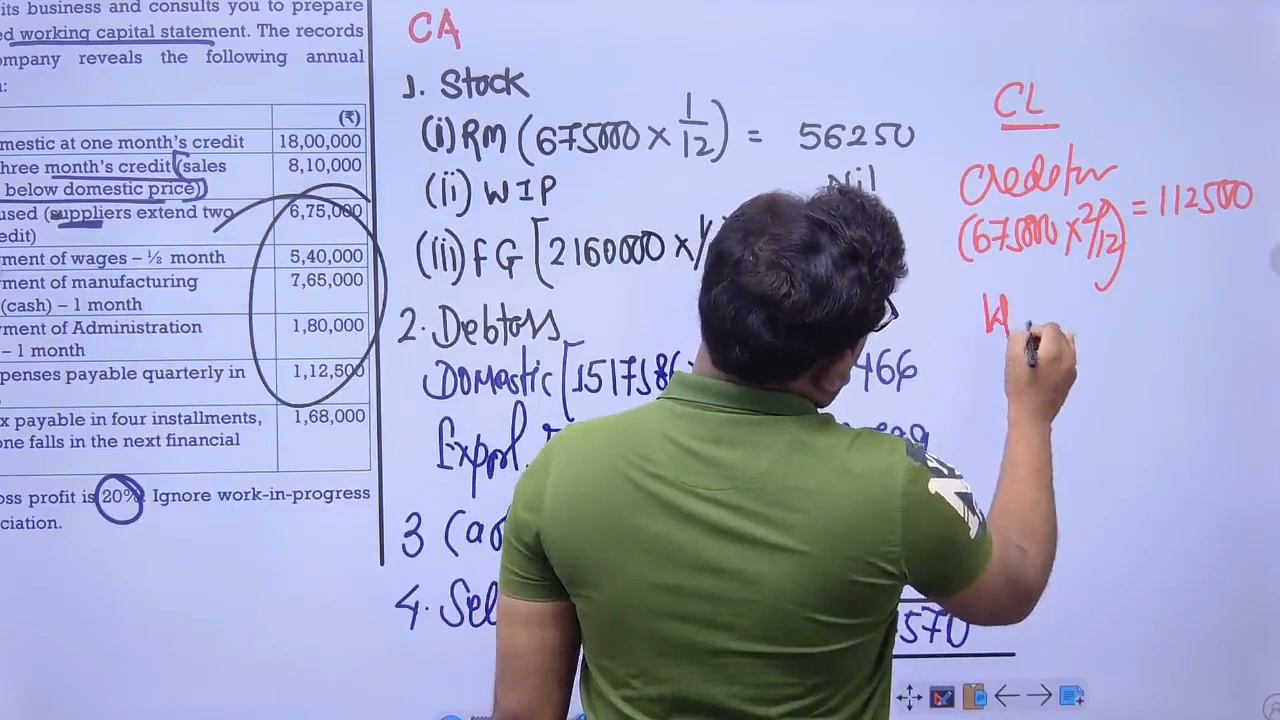 its business and consults you to prepare
ed working capital statement. The records
ompany reveals the following annual
:
(₹)
mestic at one month's credit 18,00,000
hree month's credit (sales 8,10,000
below domestic price)
used (suppliers extend two 6,75,000
edit)
ment of wages – ½ month 5,40,000
ment of manufacturing 7,65,000
(cash) – 1 month
ment of Administration 1,80,000
– 1 month
penses payable quarterly in 1,12,500
x payable in four installments, 1,68,000
one falls in the next financial
oss profit is 20%. Ignore work-in-progress
ciation.
CA
1. Stock
(i) RM (675000 × 1/12) = 56250
(ii) WIP Nil
(iii) FG [2160000 × 1/
2. Debtors
Domestic [151738 466
Export.
3 (a
4. Sel 570
CL
Creditor
(675000 × 2/12) = 112500
W